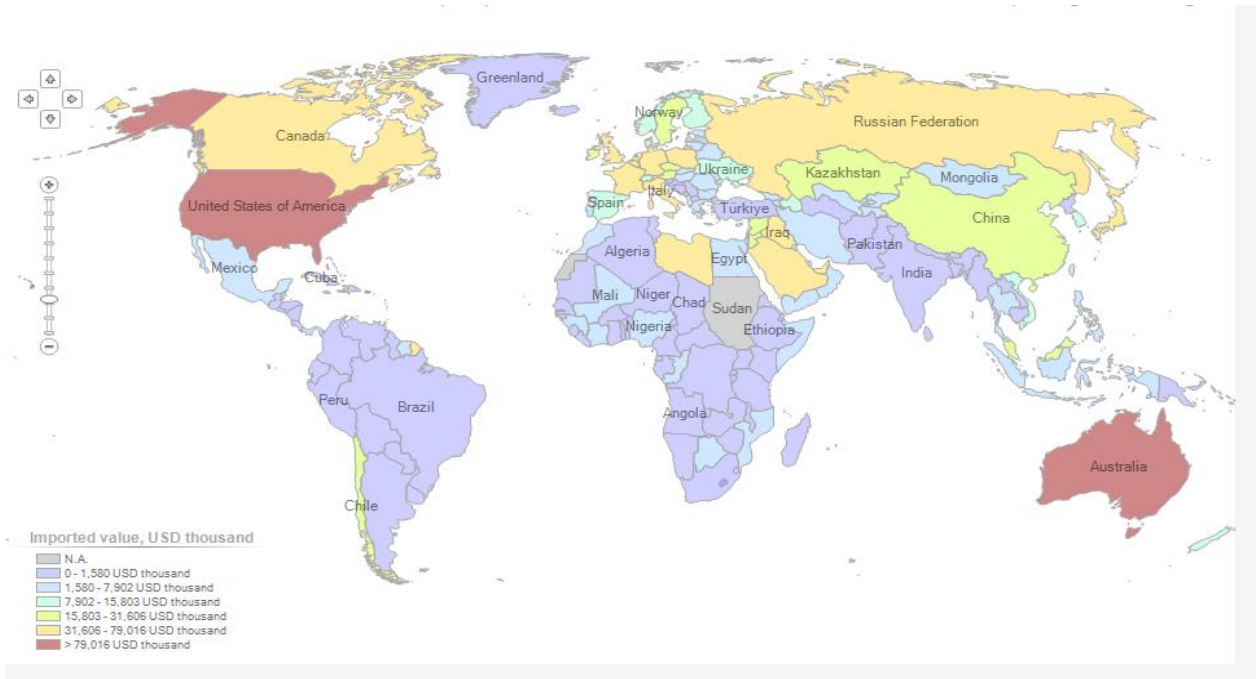 Greenland
Norway
Canada
Russian Federation
Ukraine
Kazakhstan
Mongolia
Italy
Spain
United States of America
Türkiye
China
Iraq
Algeria
Pakistan
Egypt
Mexico
India
Cuba
Mali
Niger
Chad
Sudan
Nigeria
Ethiopia
Peru
Brazil
Angola
Australia
Chile
Imported value, USD thousand
N.A.
0 - 1,580 USD thousand
1,580 - 7,902 USD thousand
7,902 - 15,803 USD thousand
15,803 - 31,606 USD thousand
31,606 - 79,016 USD thousand
> 79,016 USD thousand